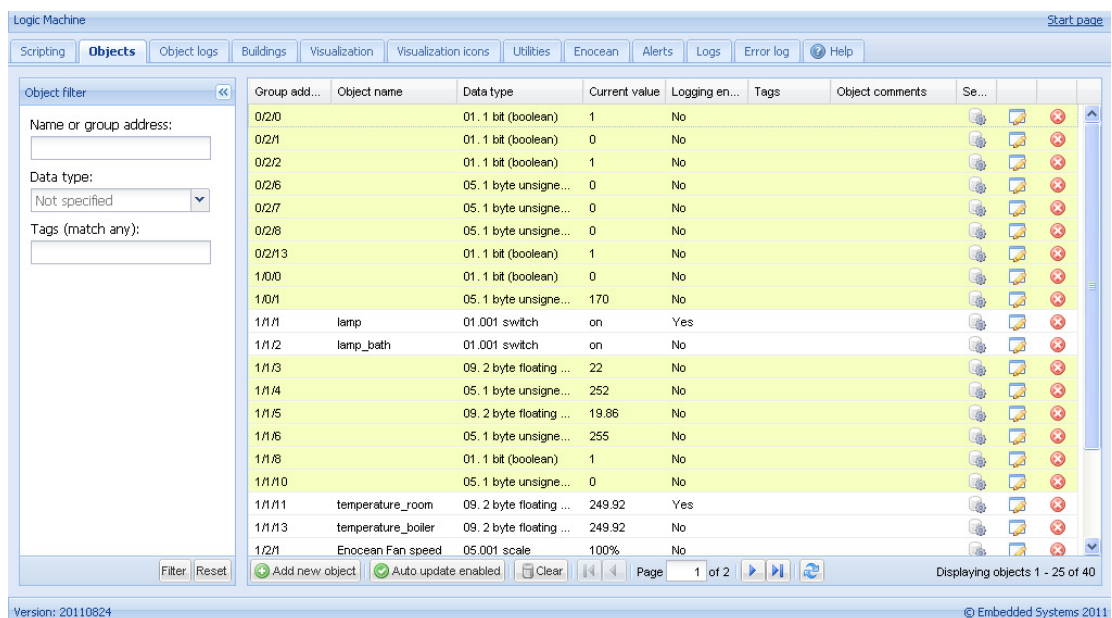 Logic Machine Start page
Scripting Objects Object logs Buildings Visualization Visualization icons Utilities Enocean Alerts Logs Error log Help
Object filter
Name or group address:
Data type:
Not specified
Tags (match any):
Filter Reset
Group add... Object name Data type Current value Logging en... Tags Object comments Se...
0/2/0 01. 1 bit (boolean) 1 No
0/2/1 01. 1 bit (boolean) 0 No
0/2/2 01. 1 bit (boolean) 1 No
0/2/6 05. 1 byte unsigne... 0 No
0/2/7 05. 1 byte unsigne... 0 No
0/2/8 05. 1 byte unsigne... 0 No
0/2/13 01. 1 bit (boolean) 1 No
1/0/0 01. 1 bit (boolean) 0 No
1/0/1 05. 1 byte unsigne... 170 No
1/1/1 lamp 01.001 switch on Yes
1/1/2 lamp_bath 01.001 switch on No
1/1/3 09. 2 byte floating ... 22 No
1/1/4 05. 1 byte unsigne... 252 No
1/1/5 09. 2 byte floating ... 19.86 No
1/1/6 05. 1 byte unsigne... 255 No
1/1/8 01. 1 bit (boolean) 1 No
1/1/10 05. 1 byte unsigne... 0 No
1/1/11 temperature_room 09. 2 byte floating ... 249.92 Yes
1/1/13 temperature_boiler 09. 2 byte floating ... 249.92 No
1/2/1 Enocean Fan speed 05.001 scale 100% No
Add new object Auto update enabled Clear Page 1 of 2 Displaying objects 1 - 25 of 40
Version: 20110824 © Embedded Systems 2011